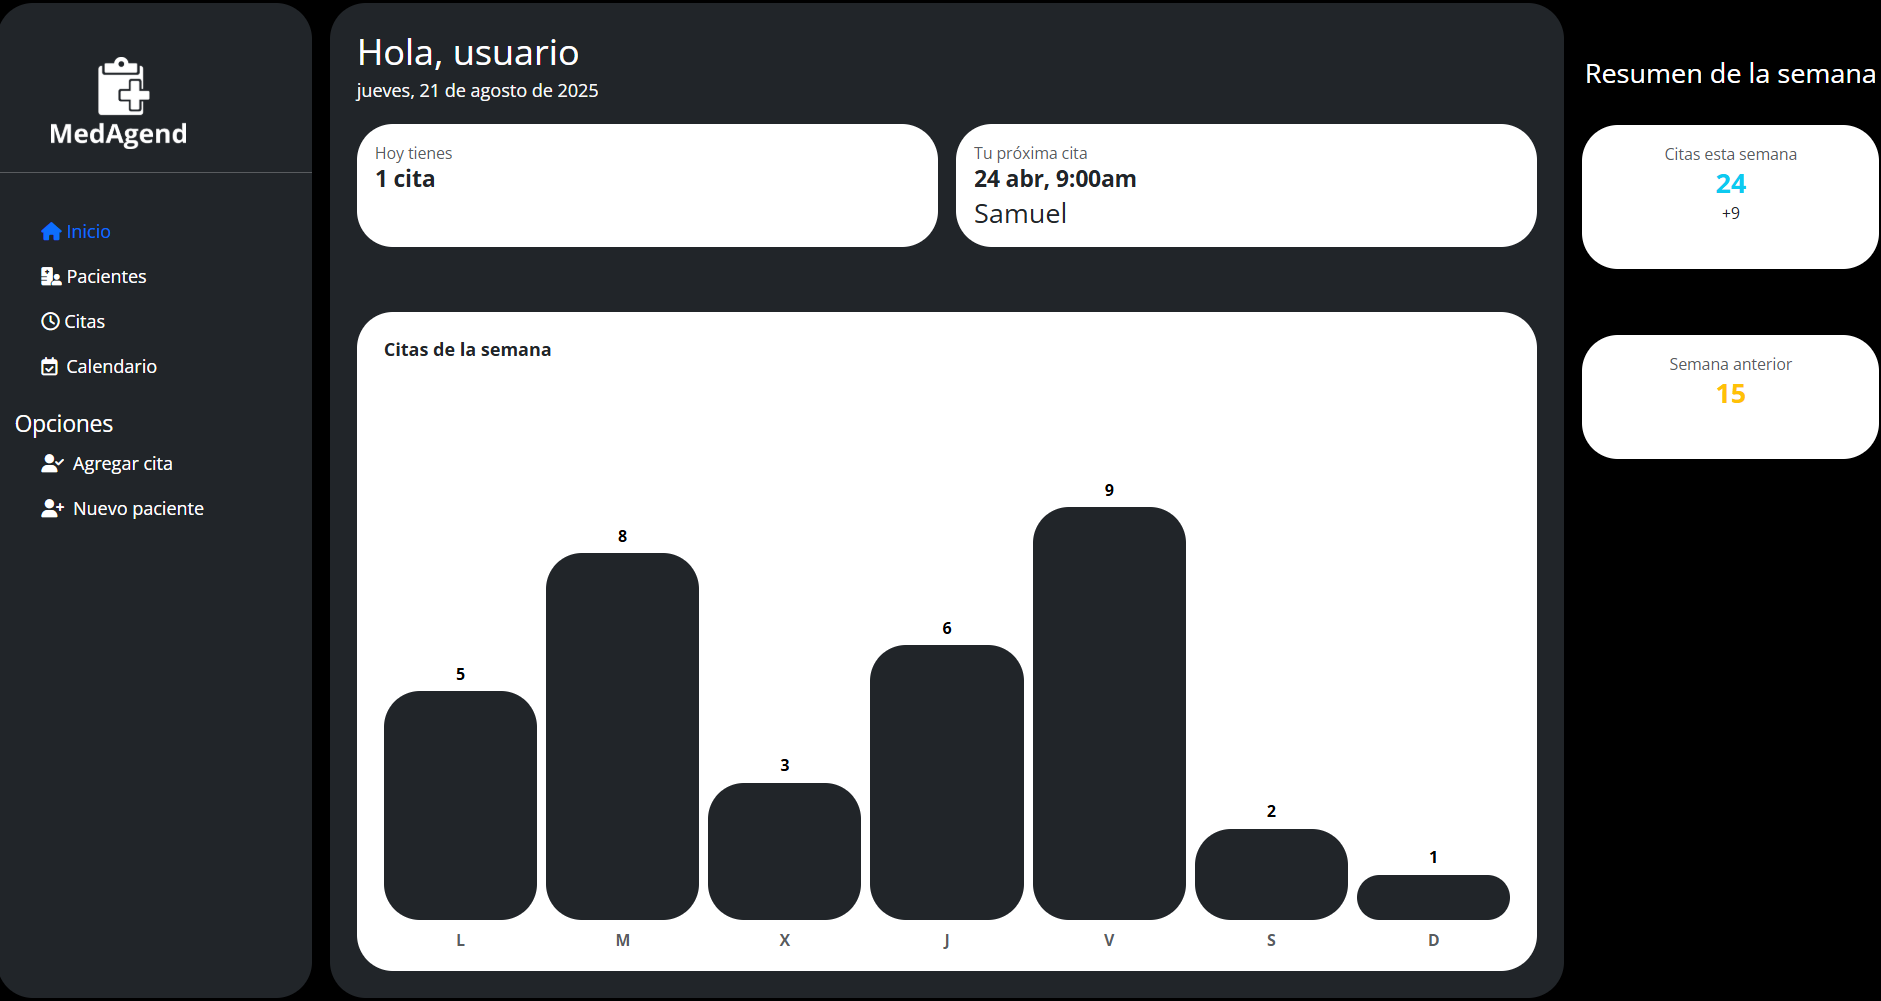 MedAgend
Inicio
Pacientes
Citas
Calendario
Opciones
Agregar cita
Nuevo paciente
Hola, usuario
jueves, 21 de agosto de 2025
Hoy tienes
1 cita
Tu próxima cita
24 abr, 9:00am
Samuel
Citas de la semana
5
8
3
6
9
2
1
L
M
X
J
V
S
D
Resumen de la semana
Citas esta semana
24
+9
Semana anterior
15